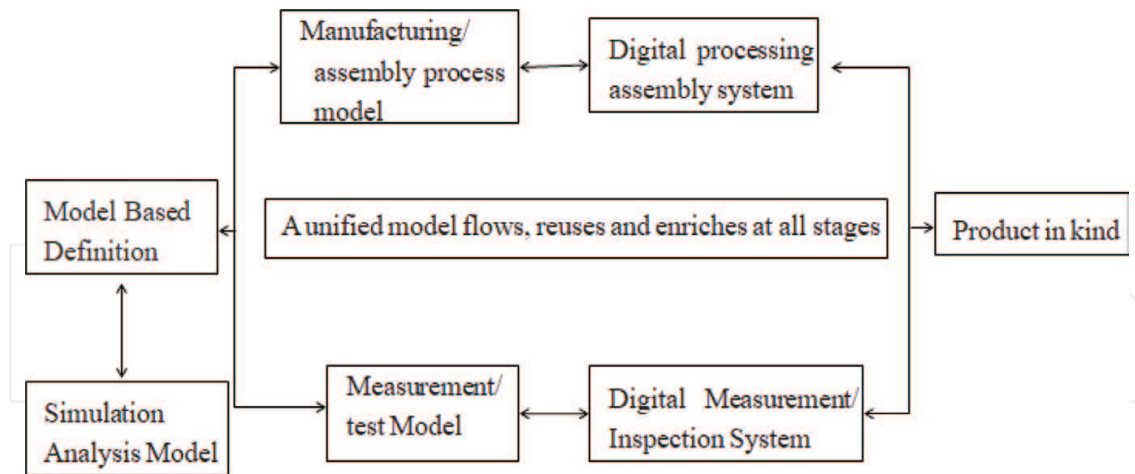 Manufacturing/
assembly process
model
Digital processing
assembly system
Model Based
Definition
A unified model flows, reuses and enriches at all stages
Product in kind
Simulation
Analysis Model
Measurement/
test Model
Digital Measurement/
Inspection System